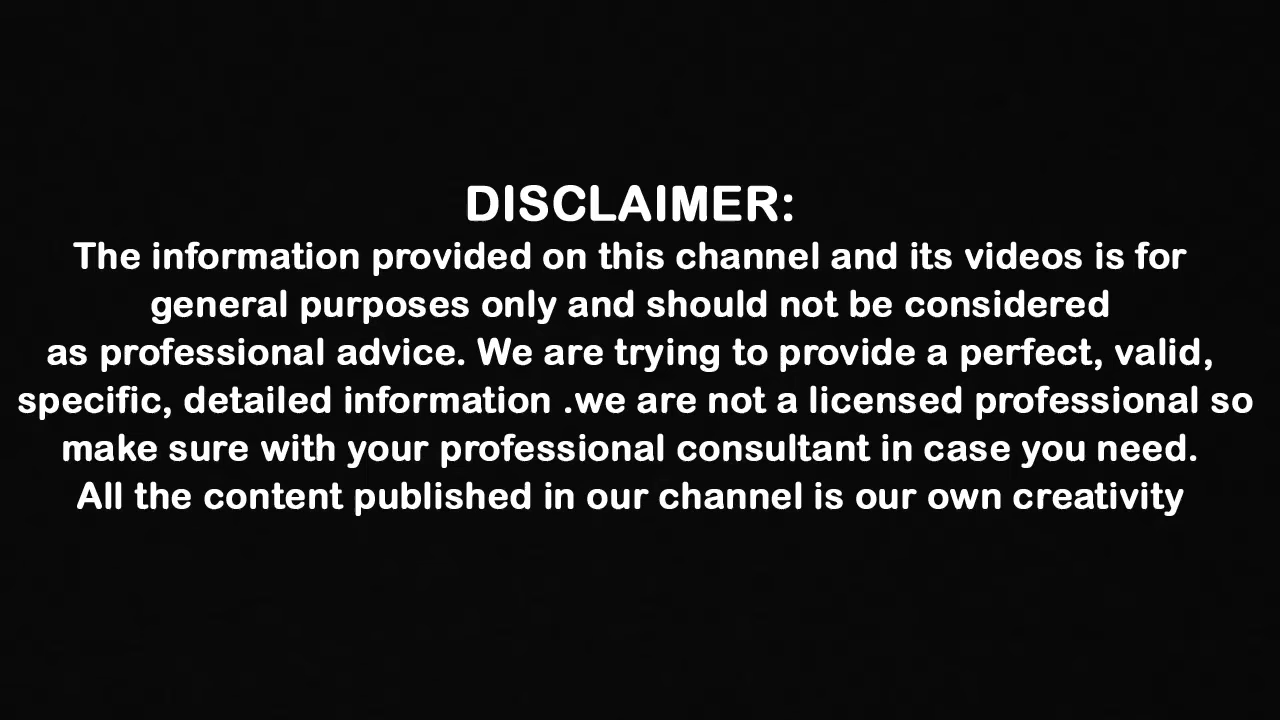 DISCLAIMER:
The information provided on this channel and its videos is for
general purposes only and should not be considered
as professional advice. We are trying to provide a perfect, valid,
specific, detailed information .we are not a licensed professional so
make sure with your professional consultant in case you need.
All the content published in our channel is our own creativity